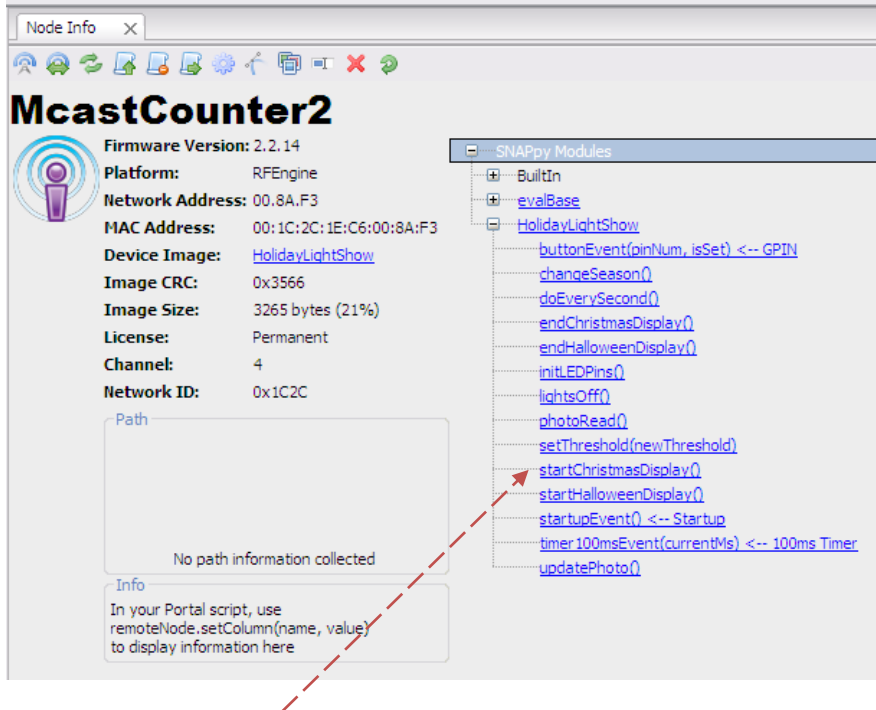 Node Info
McastCounter2
Firmware Version: 2.2.14
Platform: RFEngine
Network Address: 00.8A.F3
MAC Address: 00:1C:2C:1E:C6:00:8A:F3
Device Image: HolidayLightShow
Image CRC: 0x3566
Image Size: 3265 bytes (21%)
License: Permanent
Channel: 4
Network ID: 0x1C2C
Path
No path information collected
Info
In your Portal script, use
remoteNode.setColumn(name, value)
to display information here
SNAPpy Modules
BuiltIn
evalBase
HolidayLightShow
buttonEvent(pinNum, isSet) <-- GPIN
changeSeason()
doEverySecond()
endChristmasDisplay()
endHalloweenDisplay()
initLEDPins()
lightsOff()
photoRead()
setThreshold(newThreshold)
startChristmasDisplay()
startHalloweenDisplay()
startupEvent() <-- Startup
timer100msEvent(currentMs) <-- 100ms Timer
updatePhoto()